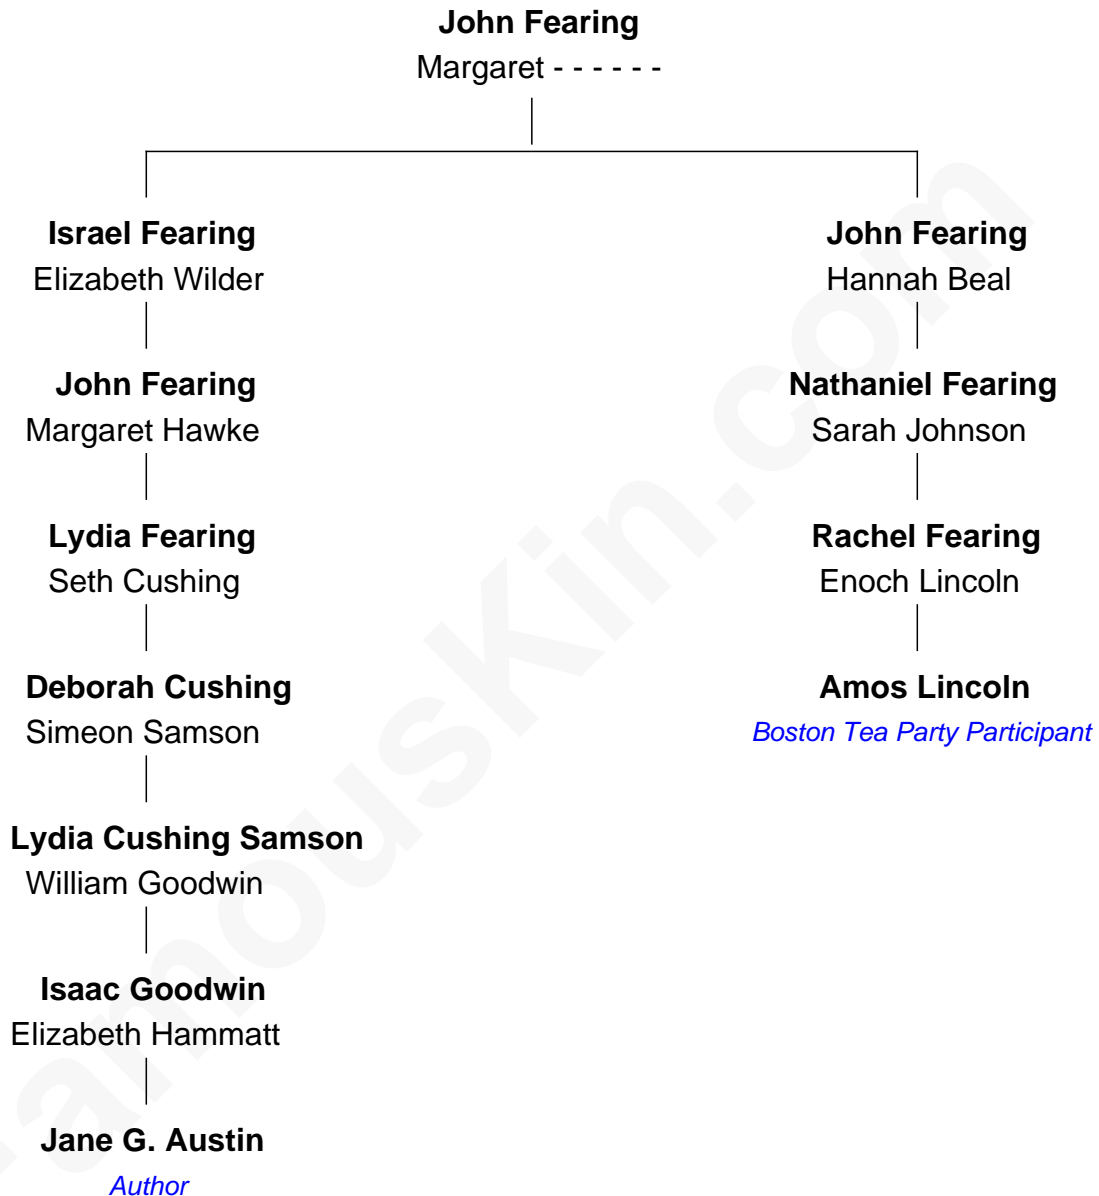 John Fearing
Margaret - - - - - -
Israel Fearing
Elizabeth Wilder
John Fearing
Hannah Beal
John Fearing
Margaret Hawke
Nathaniel Fearing
Sarah Johnson
Lydia Fearing
Seth Cushing
Rachel Fearing
Enoch Lincoln
Deborah Cushing
Simeon Samson
Amos Lincoln
Boston Tea Party Participant
Lydia Cushing Samson
William Goodwin
Isaac Goodwin
Elizabeth Hammatt
Jane G. Austin
Author
FamousKin.com